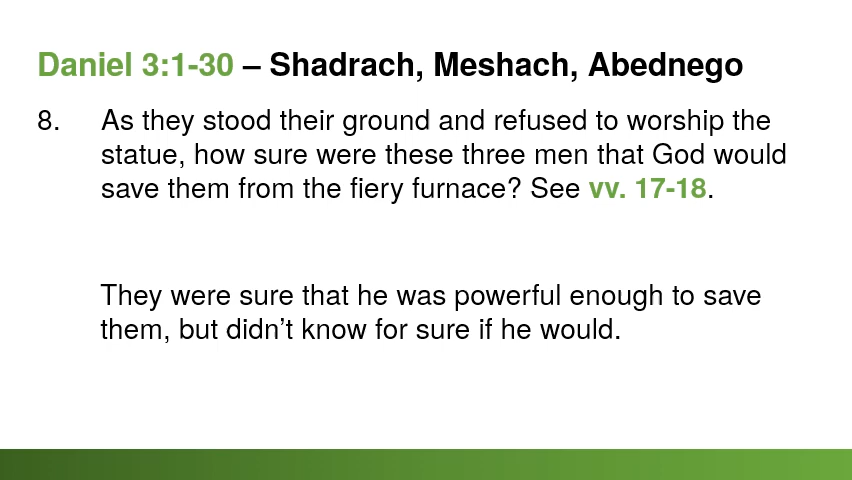 Daniel 3:1-30 – Shadrach, Meshach, Abednego
8. As they stood their ground and refused to worship the
statue, how sure were these three men that God would
save them from the fiery furnace? See vv. 17-18.
They were sure that he was powerful enough to save
them, but didn’t know for sure if he would.